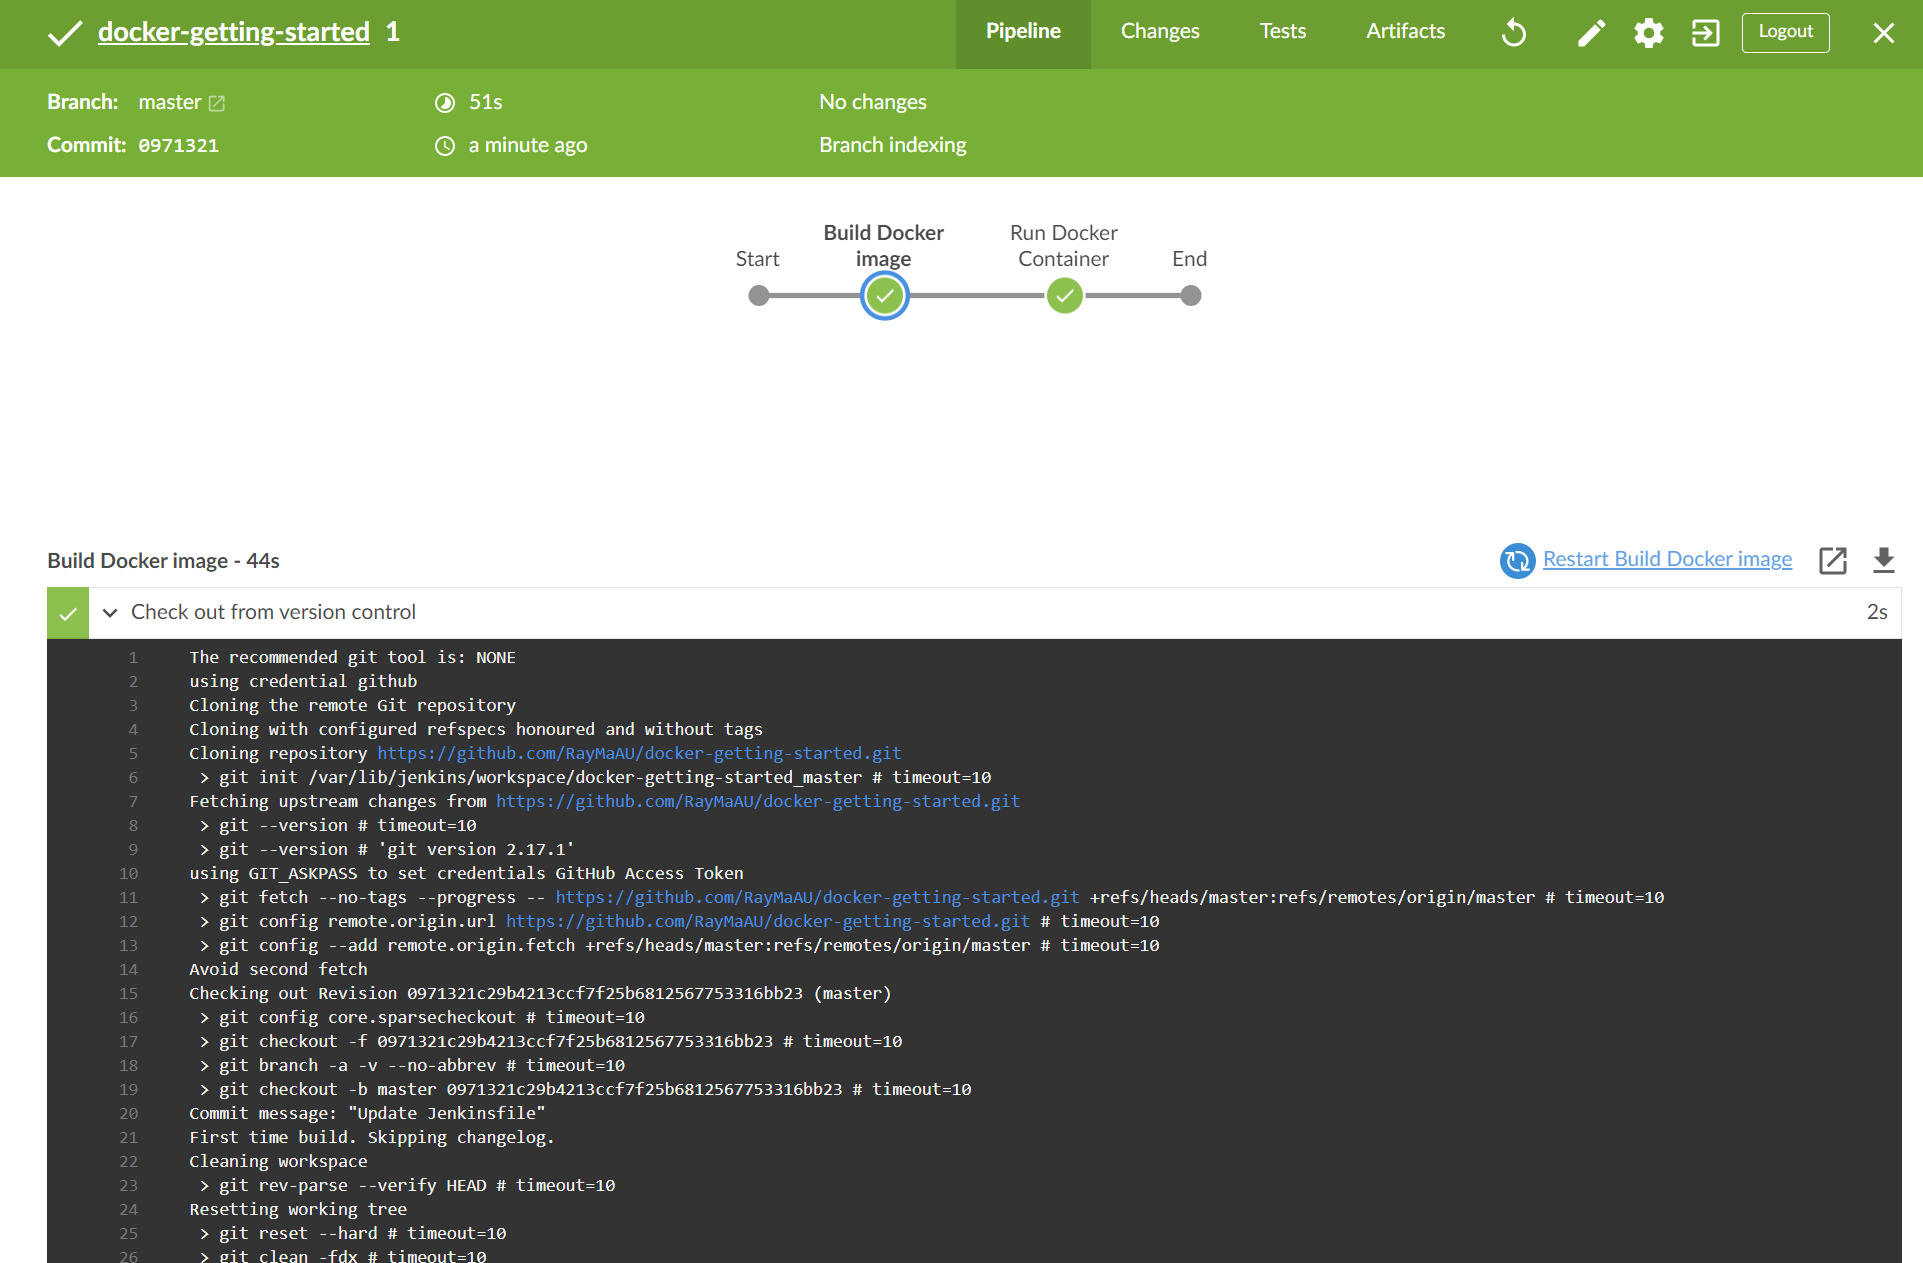 docker-getting-started 1
Pipeline Changes Tests Artifacts Logout
Branch: master 51s No changes
Commit: 0971321 a minute ago Branch indexing
Start
Build Docker
image
Run Docker
Container
End
Build Docker image - 44s Restart Build Docker image
Check out from version control 2s
1 The recommended git tool is: NONE
2 using credential github
3 Cloning the remote Git repository
4 Cloning with configured refspecs honoured and without tags
5 Cloning repository https://github.com/RayMaAU/docker-getting-started.git
6 > git init /var/lib/jenkins/workspace/docker-getting-started_master # timeout=10
7 Fetching upstream changes from https://github.com/RayMaAU/docker-getting-started.git
8 > git --version # timeout=10
9 > git --version # 'git version 2.17.1'
10 using GIT_ASKPASS to set credentials GitHub Access Token
11 > git fetch --no-tags --progress -- https://github.com/RayMaAU/docker-getting-started.git +refs/heads/master:refs/remotes/origin/master # timeout=10
12 > git config remote.origin.url https://github.com/RayMaAU/docker-getting-started.git # timeout=10
13 > git config --add remote.origin.fetch +refs/heads/master:refs/remotes/origin/master # timeout=10
14 Avoid second fetch
15 Checking out Revision 0971321c29b4213ccf7f25b6812567753316bb23 (master)
16 > git config core.sparsecheckout # timeout=10
17 > git checkout -f 0971321c29b4213ccf7f25b6812567753316bb23 # timeout=10
18 > git branch -a -v --no-abbrev # timeout=10
19 > git checkout -b master 0971321c29b4213ccf7f25b6812567753316bb23 # timeout=10
20 Commit message: "Update Jenkinsfile"
21 First time build. Skipping changelog.
22 Cleaning workspace
23 > git rev-parse --verify HEAD # timeout=10
24 Resetting working tree
25 > git reset --hard # timeout=10
26 > git clean -fdx # timeout=10